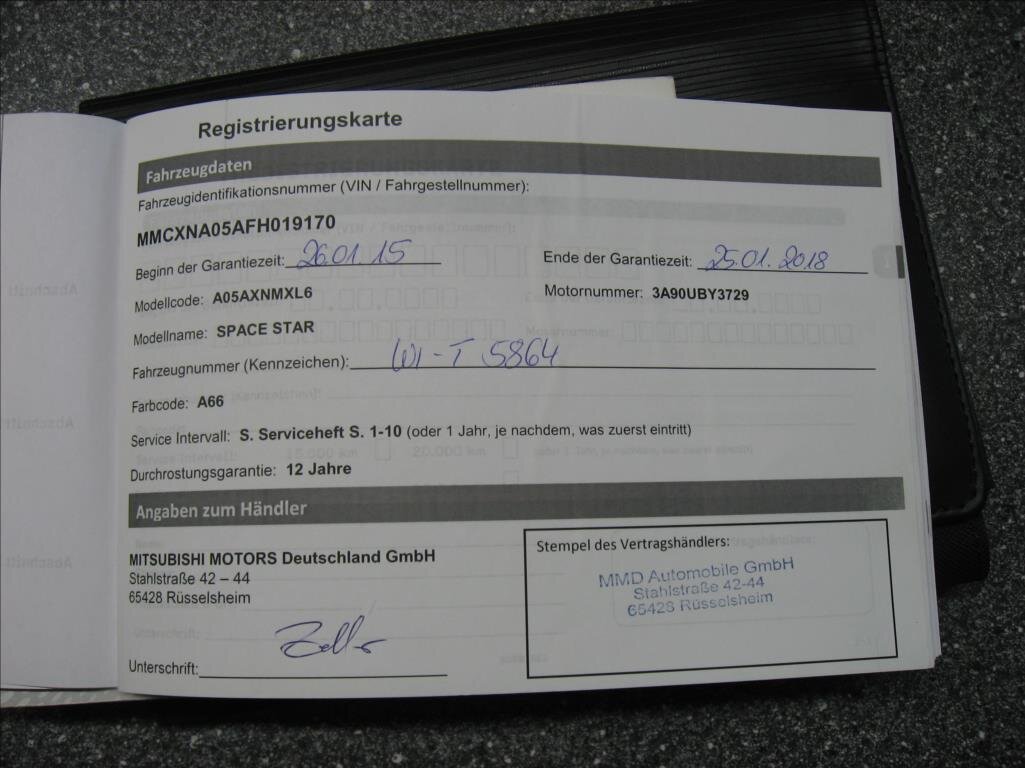 Registrierungskarte
Fahrzeugdaten
Fahrzeugidentifikationsnummer (VIN / Fahrgestellnummer):
MMCXNA05AFH019170
Beginn der Garantiezeit: 26.01.15 Ende der Garantiezeit: 25.01.2018
Modellcode: A05AXNMXL6 Motornummer: 3A90UBY3729
Modellname: SPACE STAR
Fahrzeugnummer (Kennzeichen): WI-T 5864
Farbcode: A66
Service Intervall: S. Serviceheft S. 1-10 (oder 1 Jahr, je nachdem, was zuerst eintritt)
Durchrostungsgarantie: 12 Jahre
Angaben zum Händler
MITSUBISHI MOTORS Deutschland GmbH
Stahlstraße 42 – 44
65428 Rüsselsheim
Unterschrift:
Stempel des Vertragshändlers:
MMD Automobile GmbH
Stahlstraße 42-44
65428 Rüsselsheim